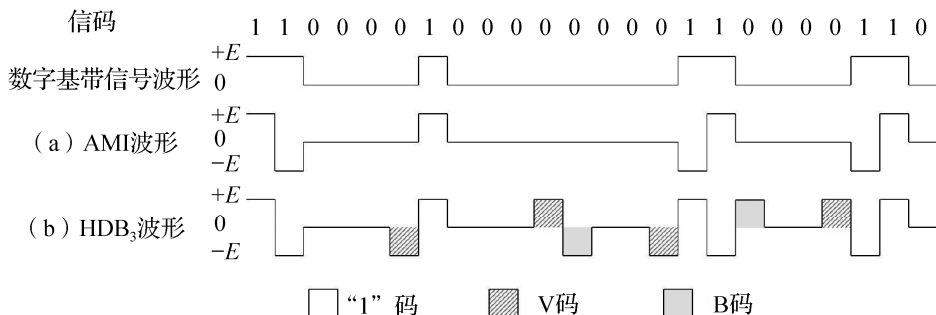 信码 1 1 0 0 0 0 1 0 0 0 0 0 0 0 0 1 1 0 0 0 0 1 1 0
+E
数字基带信号波形 0
+E
（a）AMI波形 0
−E
+E
（b）HDB₃波形 0
−E
“1”码 V码 B码